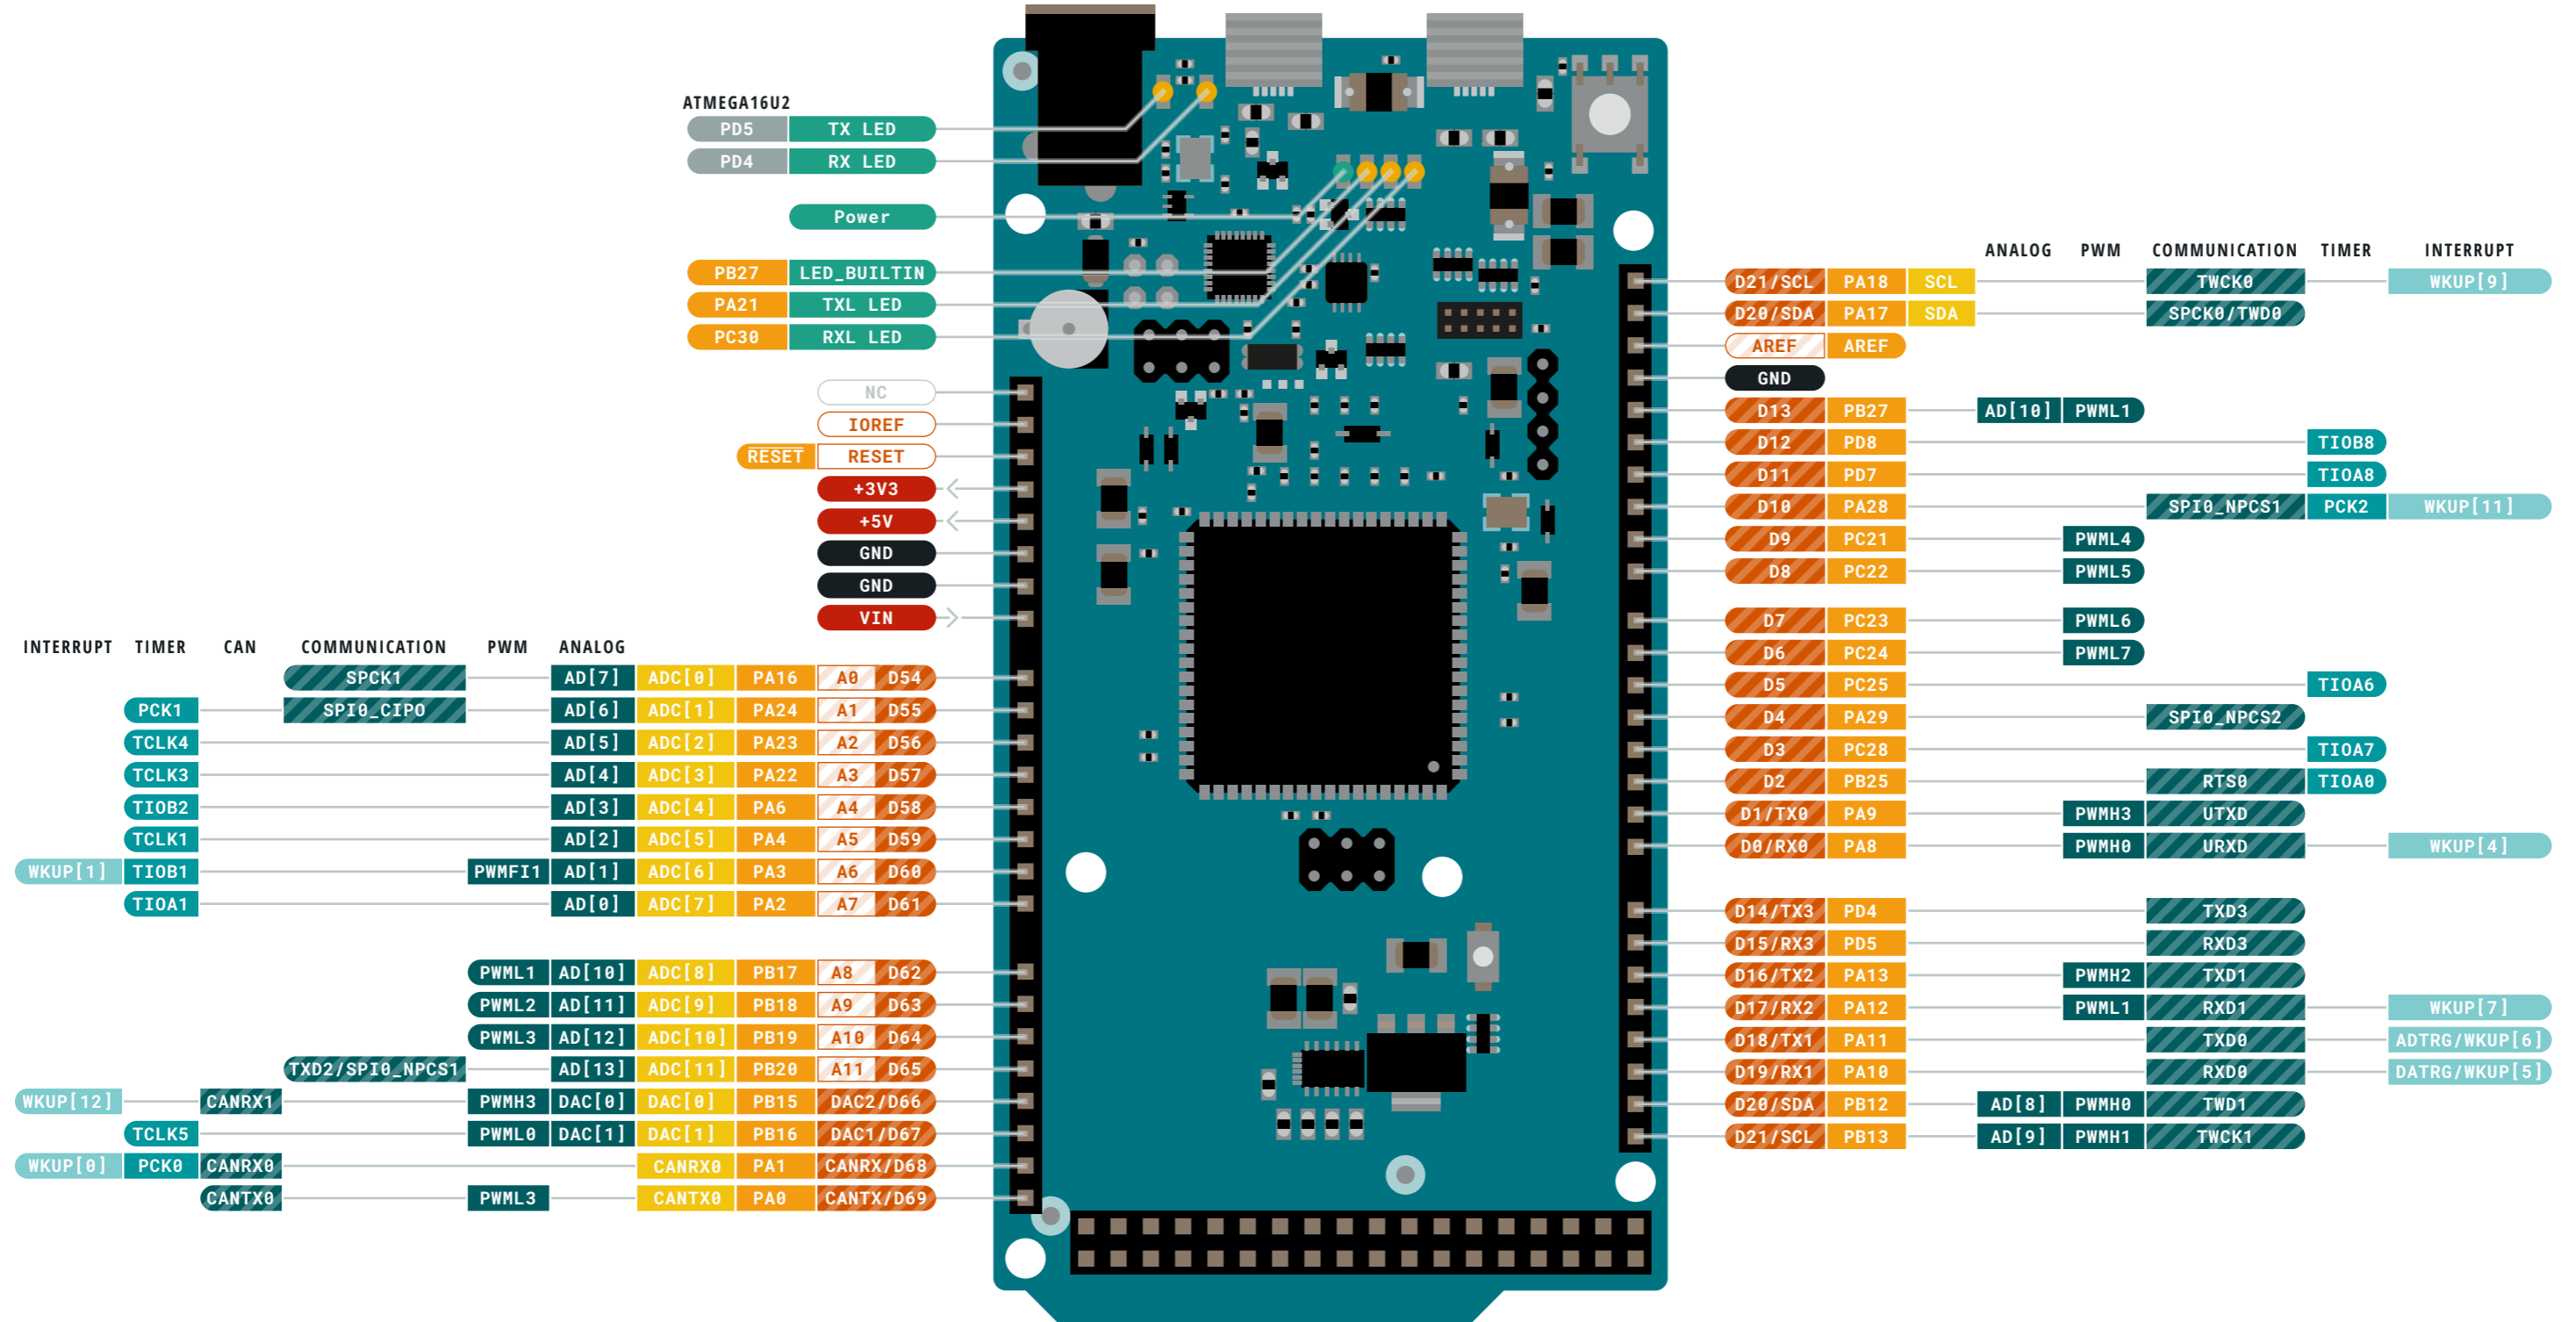 ATMEGA16U2
PD5 TX LED
PD4 RX LED
Power
PB27 LED_BUILTIN
PA21 TXL LED
PC30 RXL LED
NC
IOREF
RESET RESET
+3V3
+5V
GND
GND
VIN
INTERRUPT TIMER CAN COMMUNICATION PWM ANALOG
SPCK1 AD[7] ADC[0] PA16 A0 D54
PCK1 SPI0_CIPO AD[6] ADC[1] PA24 A1 D55
TCLK4 AD[5] ADC[2] PA23 A2 D56
TCLK3 AD[4] ADC[3] PA22 A3 D57
TIOB2 AD[3] ADC[4] PA6 A4 D58
TCLK1 AD[2] ADC[5] PA4 A5 D59
WKUP[1] TIOB1 PWMFI1 AD[1] ADC[6] PA3 A6 D60
TIOA1 AD[0] ADC[7] PA2 A7 D61
PWML1 AD[10] ADC[8] PB17 A8 D62
PWML2 AD[11] ADC[9] PB18 A9 D63
PWML3 AD[12] ADC[10] PB19 A10 D64
TXD2/SPI0_NPCS1 AD[13] ADC[11] PB20 A11 D65
WKUP[12] CANRX1 PWMH3 DAC[0] DAC[0] PB15 DAC2/D66
TCLK5 PWML0 DAC[1] DAC[1] PB16 DAC1/D67
WKUP[0] PCK0 CANRX0 CANRX0 PA1 CANRX/D68
CANTX0 PWML3 CANTX0 PA0 CANTX/D69
ANALOG PWM COMMUNICATION TIMER INTERRUPT
D21/SCL PA18 SCL TWCK0 WKUP[9]
D20/SDA PA17 SDA SPCK0/TWD0
AREF AREF
GND
D13 PB27 AD[10] PWML1
D12 PD8 TIOB8
D11 PD7 TIOA8
D10 PA28 SPI0_NPCS1 PCK2 WKUP[11]
D9 PC21 PWML4
D8 PC22 PWML5
D7 PC23 PWML6
D6 PC24 PWML7
D5 PC25 TIOA6
D4 PA29 SPI0_NPCS2
D3 PC28 TIOA7
D2 PB25 RTS0 TIOA0
D1/TX0 PA9 PWMH3 UTXD
D0/RX0 PA8 PWMH0 URXD WKUP[4]
D14/TX3 PD4 TXD3
D15/RX3 PD5 RXD3
D16/TX2 PA13 PWMH2 TXD1
D17/RX2 PA12 PWML1 RXD1 WKUP[7]
D18/TX1 PA11 TXD0 ADTRG/WKUP[6]
D19/RX1 PA10 RXD0 DATRG/WKUP[5]
D20/SDA PB12 AD[8] PWMH0 TWD1
D21/SCL PB13 AD[9] PWMH1 TWCK1